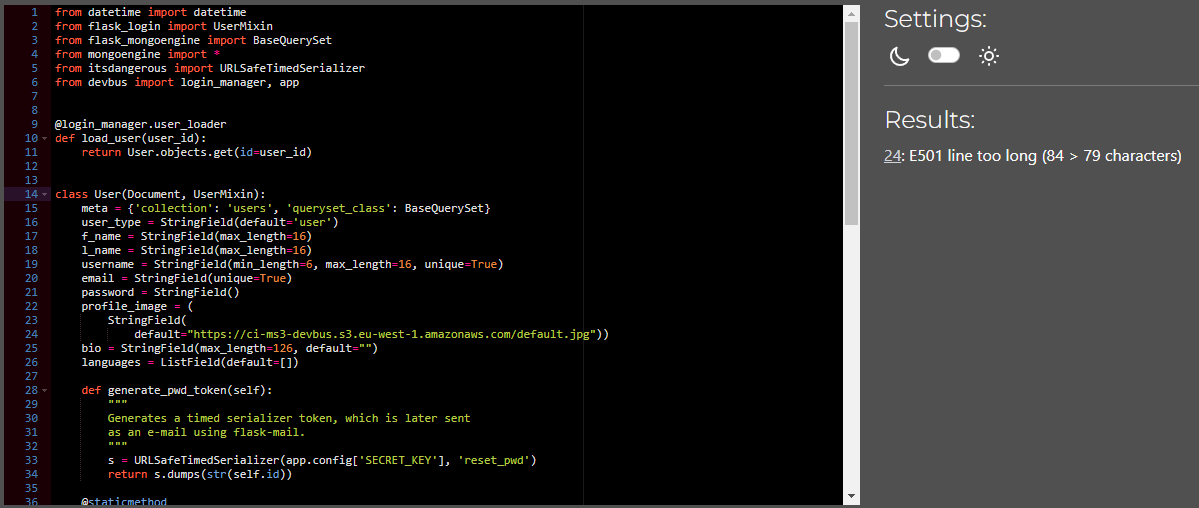 1 from datetime import datetime
2 from flask_login import UserMixin
3 from flask_mongoengine import BaseQuerySet
4 from mongoengine import *
5 from itsdangerous import URLSafeTimedSerializer
6 from devbus import login_manager, app
7
8
9 @login_manager.user_loader
10 def load_user(user_id):
11     return User.objects.get(id=user_id)
12
13
14 class User(Document, UserMixin):
15     meta = {'collection': 'users', 'queryset_class': BaseQuerySet}
16     user_type = StringField(default='user')
17     f_name = StringField(max_length=16)
18     l_name = StringField(max_length=16)
19     username = StringField(min_length=6, max_length=16, unique=True)
20     email = StringField(unique=True)
21     password = StringField()
22     profile_image = (
23         StringField(
24             default="https://ci-ms3-devbus.s3.eu-west-1.amazonaws.com/default.jpg"))
25     bio = StringField(max_length=126, default="")
26     languages = ListField(default=[])
27
28     def generate_pwd_token(self):
29         """
30         Generates a timed serializer token, which is later sent
31         as an e-mail using flask-mail.
32         """
33         s = URLSafeTimedSerializer(app.config['SECRET_KEY'], 'reset_pwd')
34         return s.dumps(str(self.id))
35
36     @staticmethod
Settings:
Results:
24: E501 line too long (84 > 79 characters)